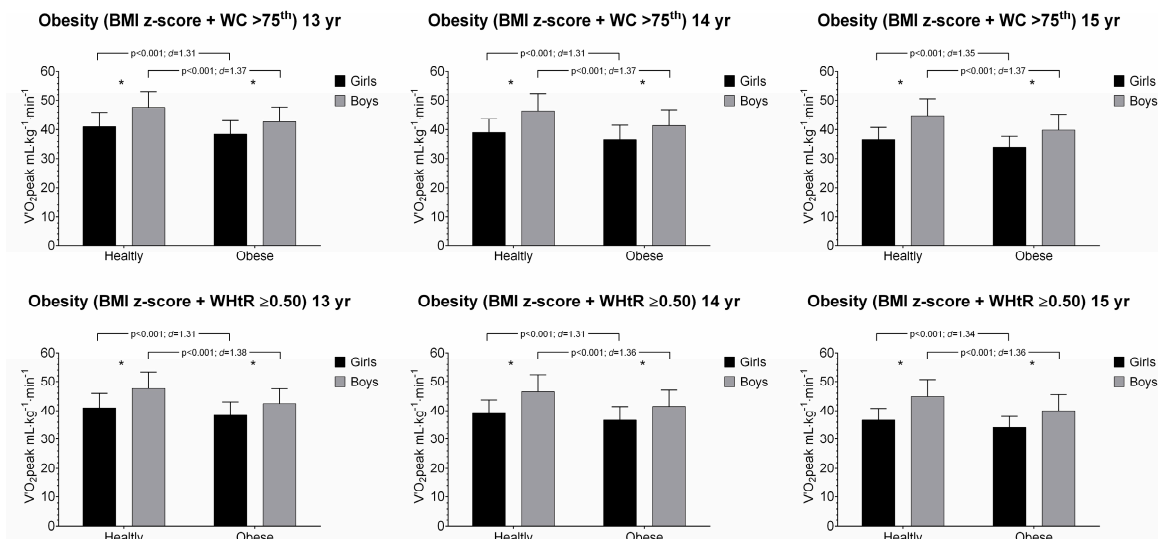 Obesity (BMI z-score + WC >75th) 13 yr
p<0.001; d=1.31
p<0.001; d=1.37
* *
Girls
Boys
V'O2peak mL·kg-1 min-1
60
50
40
30
20
10
0
Healtly Obese
Obesity (BMI z-score + WC >75th) 14 yr
p<0.001; d=1.31
p<0.001; d=1.37
* *
Girls
Boys
V'O2peak mL·kg-1 min-1
60
50
40
30
20
10
0
Healtly Obese
Obesity (BMI z-score + WC >75th) 15 yr
p<0.001; d=1.35
p<0.001; d=1.37
* *
Girls
Boys
V'O2peak mL·kg-1 min-1
60
50
40
30
20
10
0
Healtly Obese
Obesity (BMI z-score + WHtR ≥0.50) 13 yr
p<0.001; d=1.31
p<0.001; d=1.38
* *
Girls
Boys
V'O2peak mL·kg-1·min-1
60
50
40
30
20
10
0
Healtly Obese
Obesity (BMI z-score + WHtR ≥0.50) 14 yr
p<0.001; d=1.31
p<0.001; d=1.36
* *
Girls
Boys
V'O2peak mL·kg-1·min-1
60
50
40
30
20
10
0
Healtly Obese
Obesity (BMI z-score + WHtR ≥0.50) 15 yr
p<0.001; d=1.34
p<0.001; d=1.36
* *
Girls
Boys
V'O2peak mL·kg-1·min-1
60
50
40
30
20
10
0
Healtly Obese